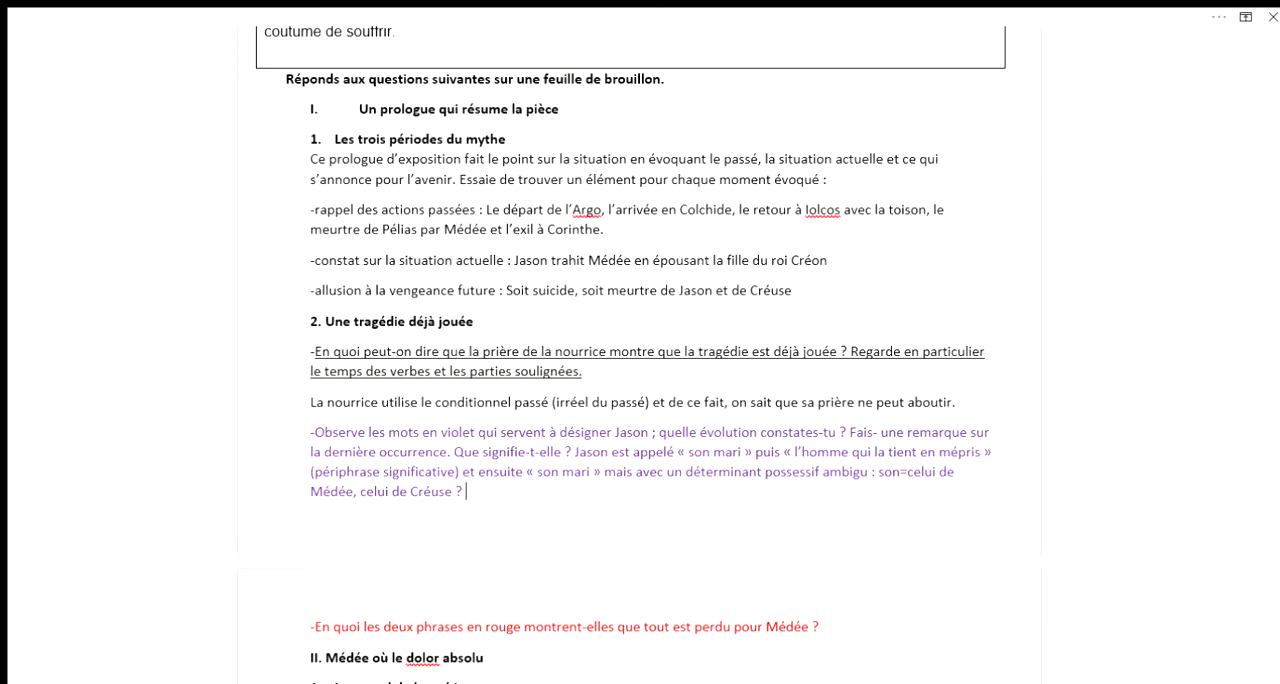 coutume de souffrir.
Réponds aux questions suivantes sur une feuille de brouillon.
I. Un prologue qui résume la pièce
1. Les trois périodes du mythe
Ce prologue d'exposition fait le point sur la situation en évoquant le passé, la situation actuelle et ce qui
s'annonce pour l'avenir. Essaie de trouver un élément pour chaque moment évoqué :
-rappel des actions passées : Le départ de l'Argo, l'arrivée en Colchide, le retour à Iolcos avec la toison, le
meurtre de Pélias par Médée et l'exil à Corinthe.
-constat sur la situation actuelle : Jason trahit Médée en épousant la fille du roi Créon
-allusion à la vengeance future : Soit suicide, soit meurtre de Jason et de Créuse
2. Une tragédie déjà jouée
-En quoi peut-on dire que la prière de la nourrice montre que la tragédie est déjà jouée ? Regarde en particulier
le temps des verbes et les parties soulignées.
La nourrice utilise le conditionnel passé (irréel du passé) et de ce fait, on sait que sa prière ne peut aboutir.
-Observe les mots en violet qui servent à désigner Jason ; quelle évolution constates-tu ? Fais- une remarque sur
la dernière occurrence. Que signifie-t-elle ? Jason est appelé « son mari » puis « l'homme qui la tient en mépris »
(périphrase significative) et ensuite « son mari » mais avec un déterminant possessif ambigu : son=celui de
Médée, celui de Créuse ?
-En quoi les deux phrases en rouge montrent-elles que tout est perdu pour Médée ?
II. Médée où le dolor absolu